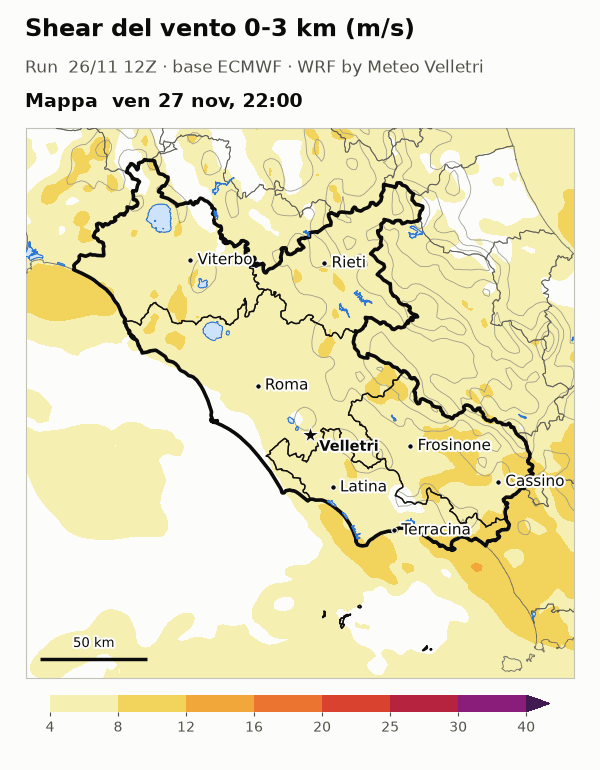 Shear del vento 0-3 km (m/s)
Run  26/11 12Z · base ECMWF · WRF by Meteo Velletri
Mappa  ven 27 nov, 22:00
Viterbo
Rieti
Roma
Velletri
Frosinone
Cassino
Latina
Terracina
50 km
4 8 12 16 20 25 30 40